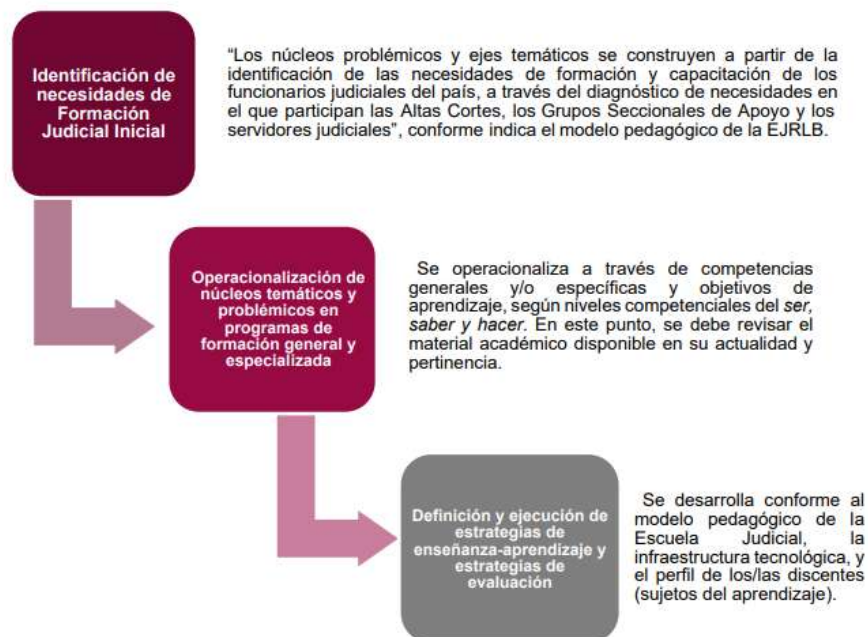 Identificación de
necesidades de
Formación
Judicial Inicial
“Los núcleos problémicos y ejes temáticos se construyen a partir de la
identificación de las necesidades de formación y capacitación de los
funcionarios judiciales del país, a través del diagnóstico de necesidades en
el que participan las Altas Cortes, los Grupos Seccionales de Apoyo y los
servidores judiciales”, conforme indica el modelo pedagógico de la EJRLB.
Operacionalización de
núcleos temáticos y
problémicos en
programas de
formación general y
especializada
Se operacionaliza a través de competencias
generales y/o específicas y objetivos de
aprendizaje, según niveles competenciales del ser,
saber y hacer. En este punto, se debe revisar el
material académico disponible en su actualidad y
pertinencia.
Definición y ejecución de
estrategias de
enseñanza-aprendizaje y
estrategias de
evaluación
Se desarrolla conforme al
modelo pedagógico de la
Escuela Judicial, la
infraestructura tecnológica, y
el perfil de los/las discentes
(sujetos del aprendizaje).